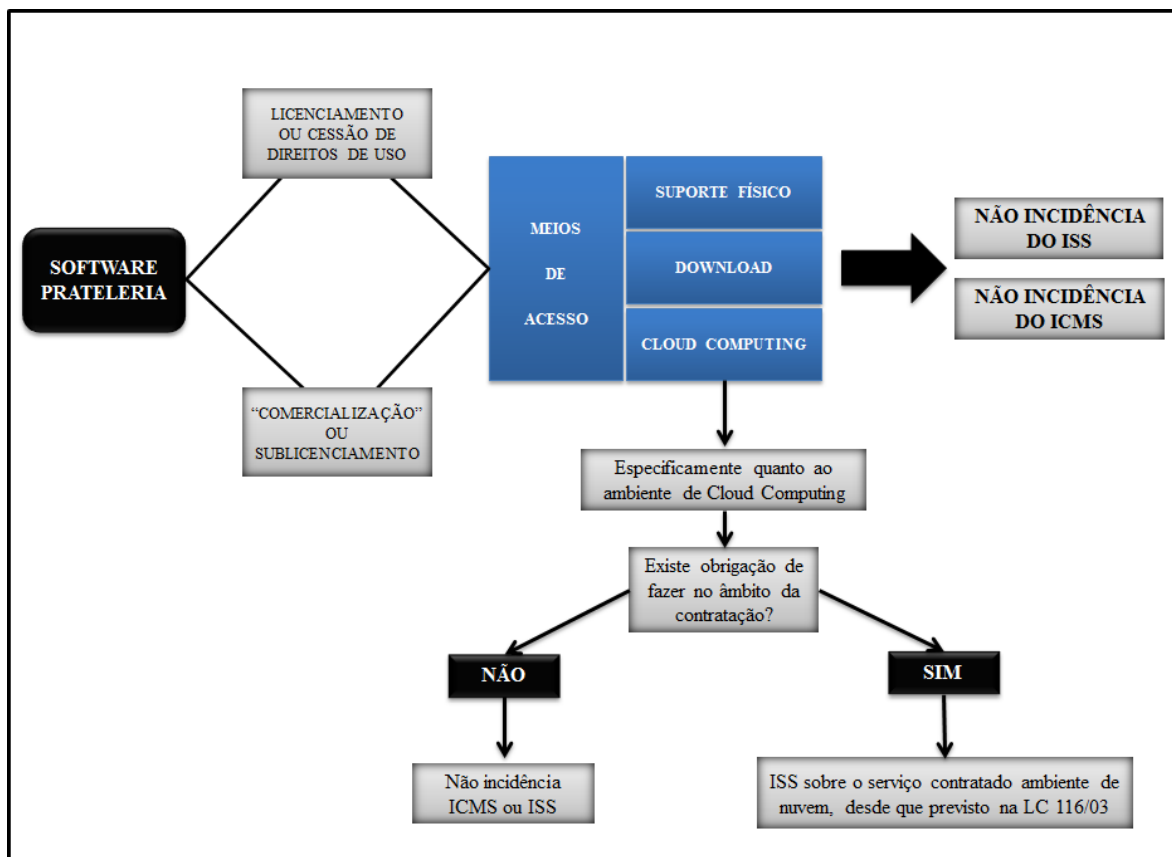 LICENCIAMENTO
OU CESSÃO DE
DIREITOS DE USO
SOFTWARE
PRATELERIA
“COMERCIALIZAÇÃO”
OU
SUBLICENCIAMENTO
MEIOS
DE
ACESSO
SUPORTE FÍSICO
DOWNLOAD
CLOUD COMPUTING
NÃO INCIDÊNCIA
DO ISS
NÃO INCIDÊNCIA
DO ICMS
Especificamente quanto ao
ambiente de Cloud Computing
Existe obrigação de
fazer no âmbito da
contratação?
NÃO
SIM
Não incidência
ICMS ou ISS
ISS sobre o serviço contratado ambiente de
nuvem, desde que previsto na LC 116/03